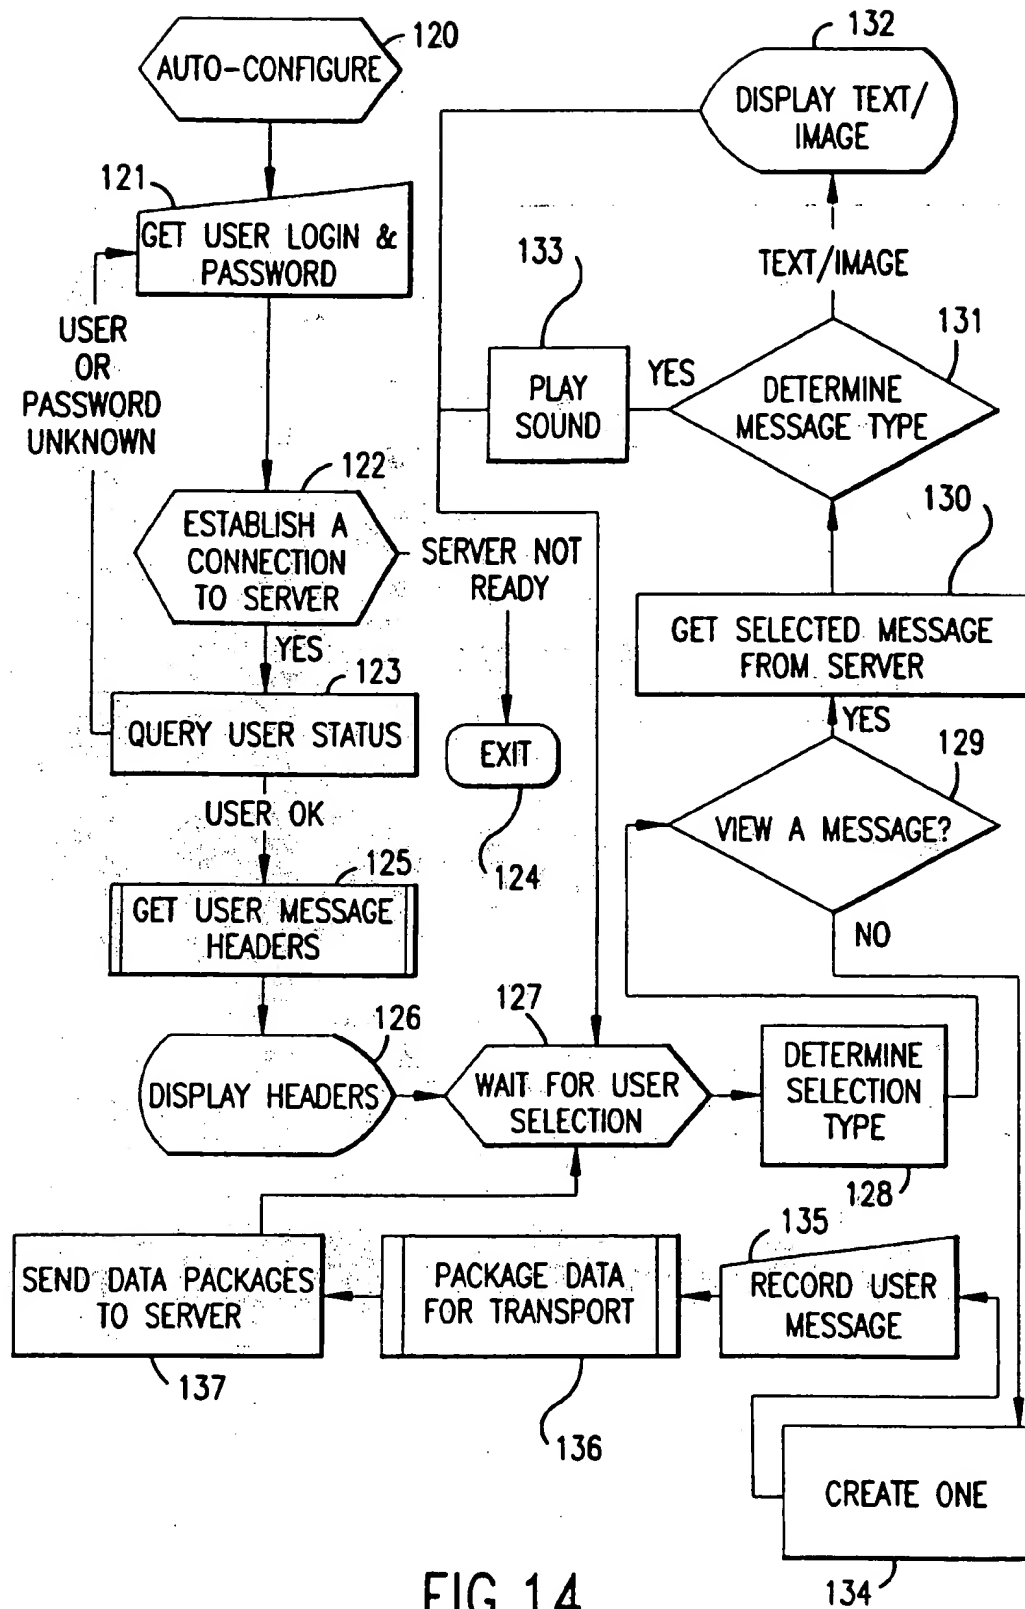 120
AUTO-CONFIGURE
121
GET USER LOGIN &
PASSWORD
USER
OR
PASSWORD
UNKNOWN
122
ESTABLISH A
CONNECTION
TO SERVER
SERVER NOT
READY
YES
123
QUERY USER STATUS
EXIT
124
USER OK
125
GET USER MESSAGE
HEADERS
126
DISPLAY HEADERS
127
WAIT FOR USER
SELECTION
DETERMINE
SELECTION
TYPE
128
129
VIEW A MESSAGE?
YES
NO
130
GET SELECTED MESSAGE
FROM SERVER
131
DETERMINE
MESSAGE TYPE
YES
133
PLAY
SOUND
TEXT/IMAGE
132
DISPLAY TEXT/
IMAGE
CREATE ONE
134
135
RECORD USER
MESSAGE
PACKAGE DATA
FOR TRANSPORT
136
SEND DATA PACKAGES
TO SERVER
137
FIG.14